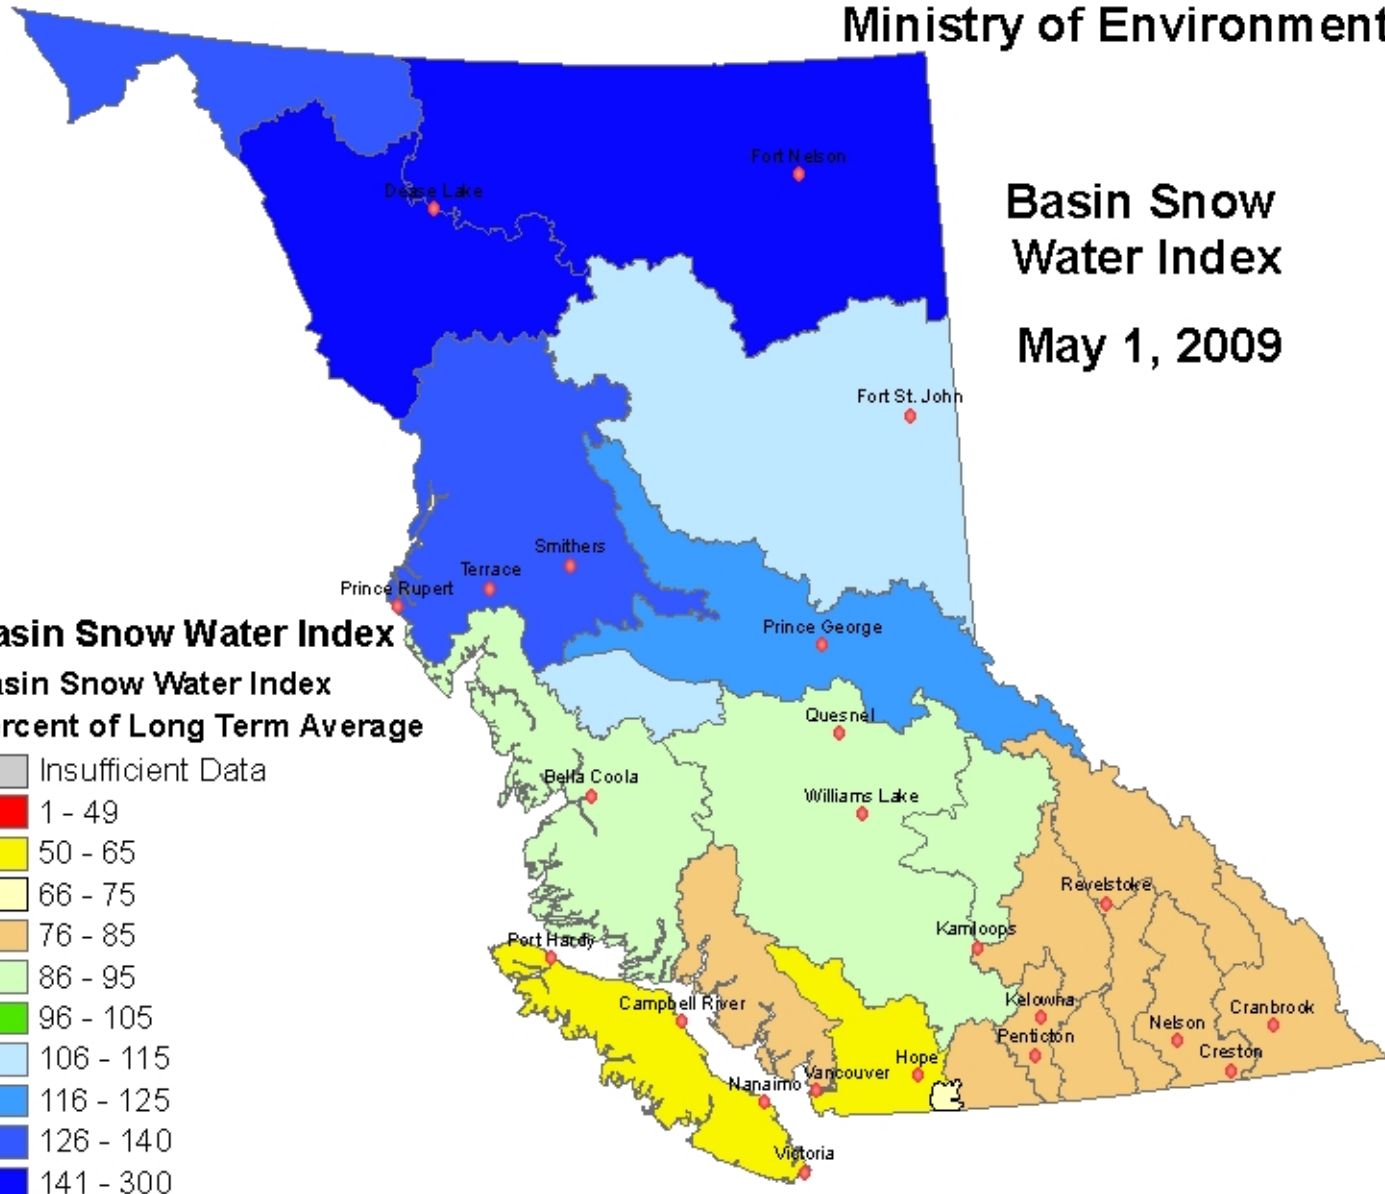 Ministry of Environment
Basin Snow
Water Index
May 1, 2009
Fort Nelson
Dease Lake
Fort St. John
Smithers
Terrace
Prince Rupert
Prince George
Quesnel
Bella Coola
Williams Lake
Revelstoke
Kamloops
Port Hardy
Campbell River
Kelowna
Cranbrook
Nelson
Penticton
Creston
Hope
Vancouver
Nanaimo
Victoria
asin Snow Water Index
asin Snow Water Index
rcent of Long Term Average
Insufficient Data
1 - 49
50 - 65
66 - 75
76 - 85
86 - 95
96 - 105
106 - 115
116 - 125
126 - 140
141 - 300